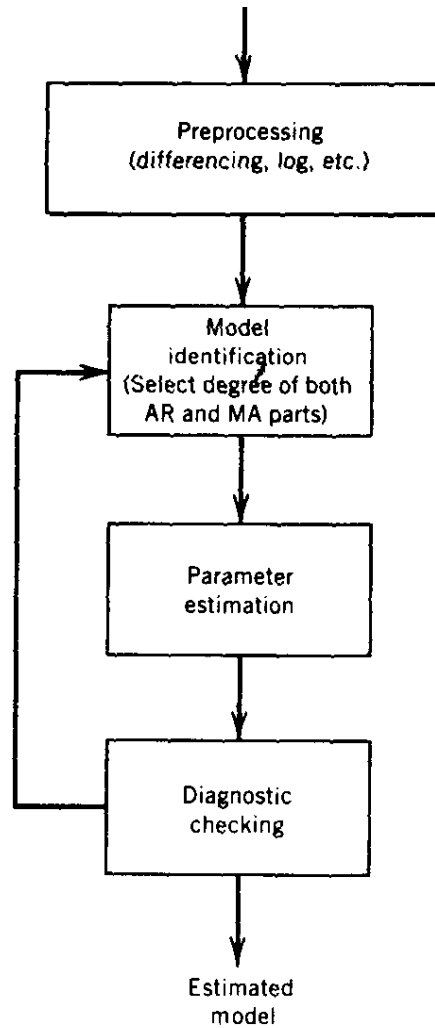 Preprocessing
(differencing, log, etc.)
Model
identification
(Select degree of both
AR and MA parts)
Parameter
estimation
Diagnostic
checking
Estimated
model